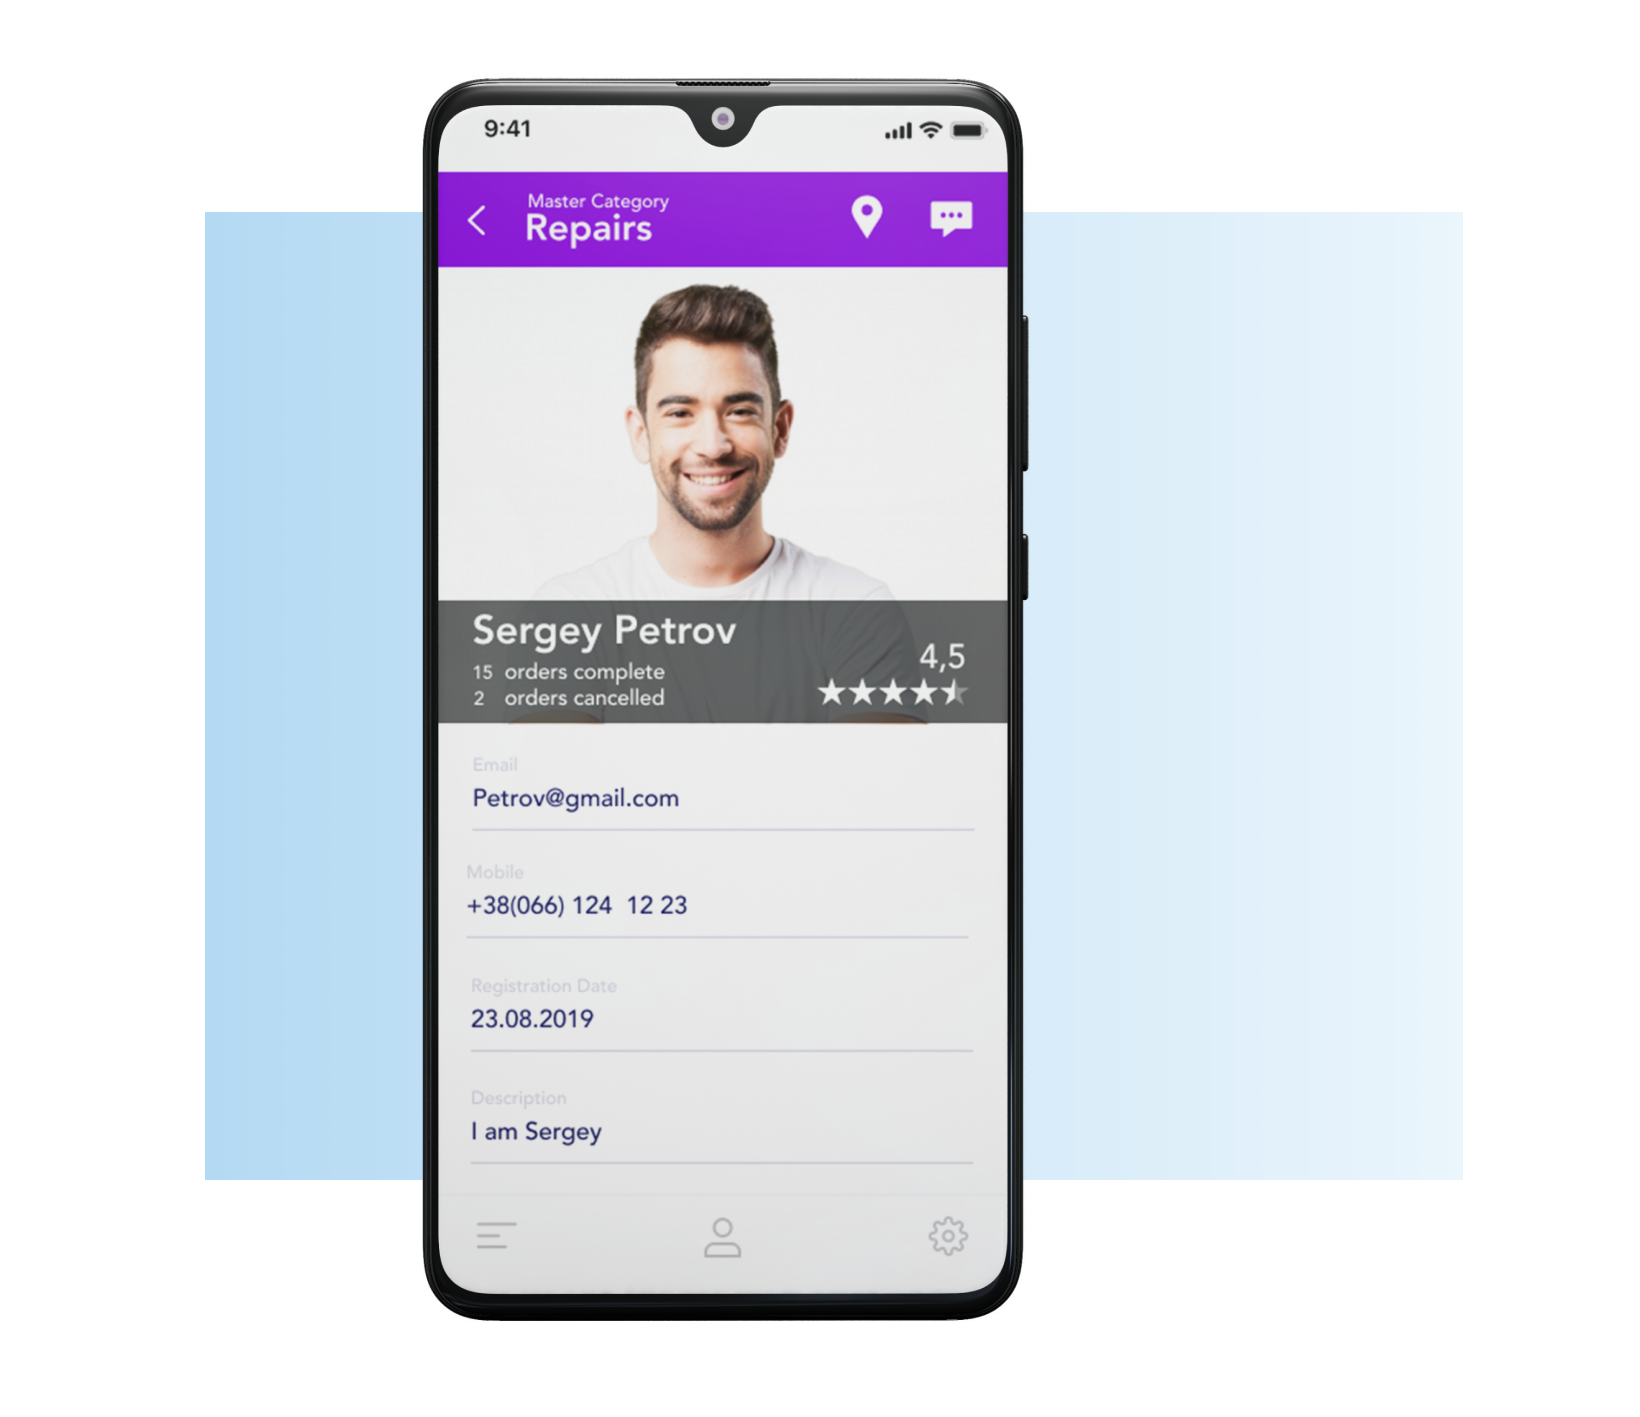 9:41
Master Category
Repairs
Sergey Petrov
15 orders complete
2 orders cancelled
4,5
Email
Petrov@gmail.com
Mobile
+38(066) 124 12 23
Registration Date
23.08.2019
Description
I am Sergey